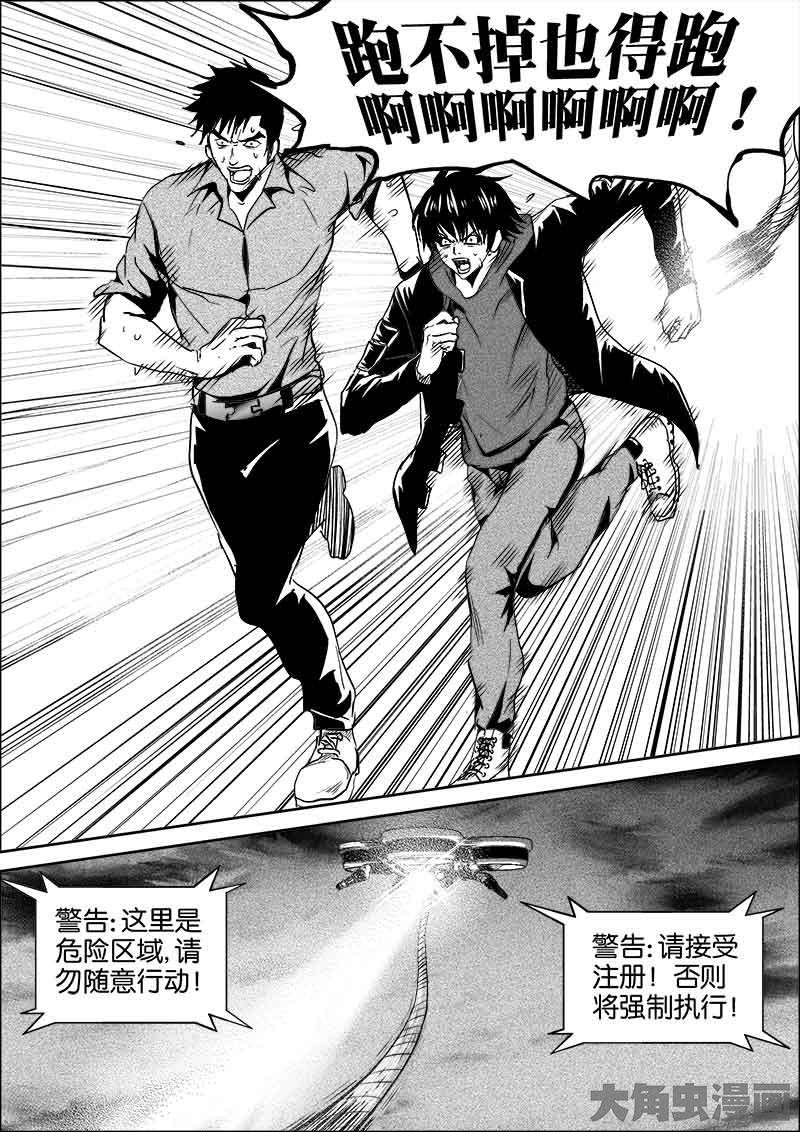 跑不掉也得跑
啊啊啊啊啊啊！
警告：这里是
危险区域，请
勿随意行动！
警告：请接受
注册！否则
将强制执行！
大角虫漫画